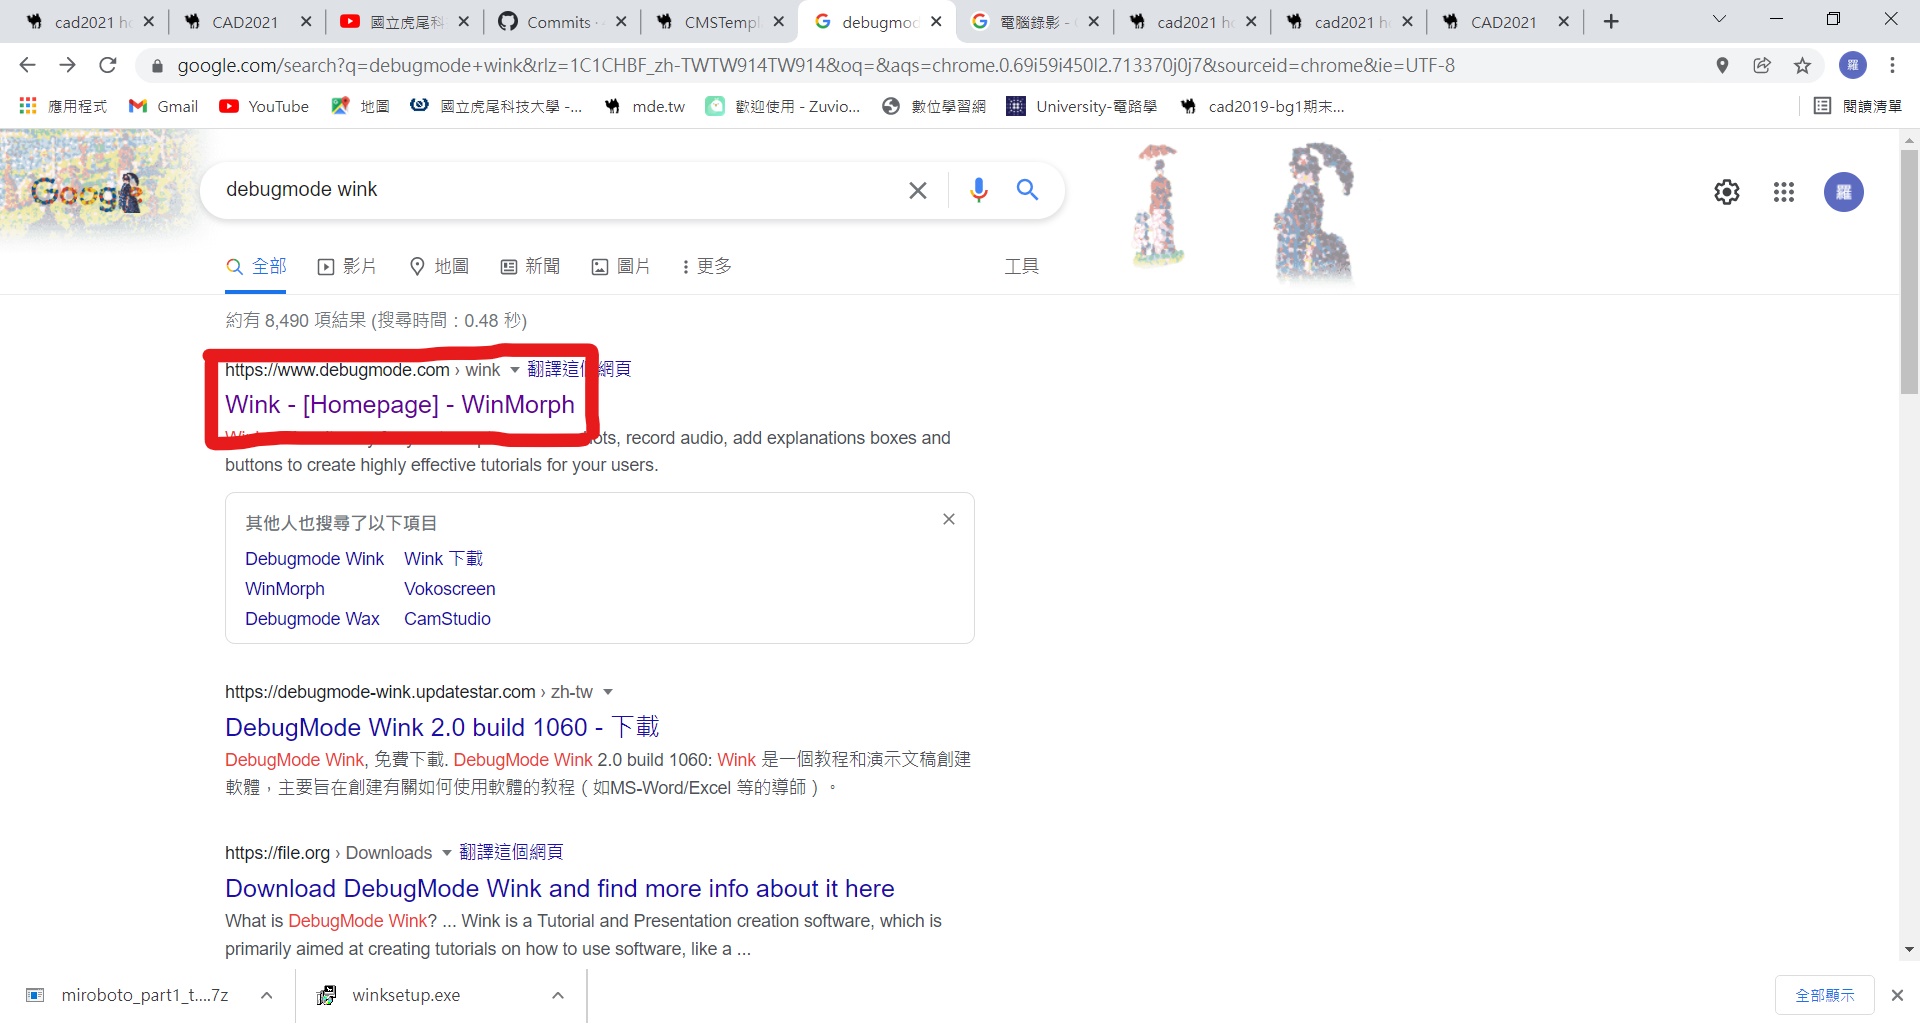 cad2021 h
CAD2021
國立虎尾科
Commits ·
CMSTempl
debugmod
電腦錄影 -
cad2021 h
cad2021 h
CAD2021
google.com/search?q=debugmode+wink&rlz=1C1CHBF_zh-TWTW914TW914&oq=&aqs=chrome.0.69i59i450l2.713370j0j7&sourceid=chrome&ie=UTF-8
羅
應用程式
Gmail
YouTube
地圖
國立虎尾科技大學 -...
mde.tw
歡迎使用 - Zuvio...
數位學習網
University-電路學
cad2019-bg1期末...
閱讀清單
Google
debugmode wink
羅
全部
影片
地圖
新聞
圖片
更多
工具
約有 8,490 項結果 (搜尋時間：0.48 秒)
https://www.debugmode.com › wink 翻譯這個網頁
Wink - [Homepage] - WinMorph
ots, record audio, add explanations boxes and
buttons to create highly effective tutorials for your users.
其他人也搜尋了以下項目
Debugmode Wink Wink 下載
WinMorph Vokoscreen
Debugmode Wax CamStudio
https://debugmode-wink.updatestar.com › zh-tw
DebugMode Wink 2.0 build 1060 - 下載
DebugMode Wink, 免費下載. DebugMode Wink 2.0 build 1060: Wink 是一個教程和演示文稿創建
軟體，主要旨在創建有關如何使用軟體的教程（如MS-Word/Excel 等的導師）。
https://file.org › Downloads 翻譯這個網頁
Download DebugMode Wink and find more info about it here
What is DebugMode Wink? ... Wink is a Tutorial and Presentation creation software, which is
primarily aimed at creating tutorials on how to use software, like a ...
miroboto_part1_t....7z
winksetup.exe
全部顯示